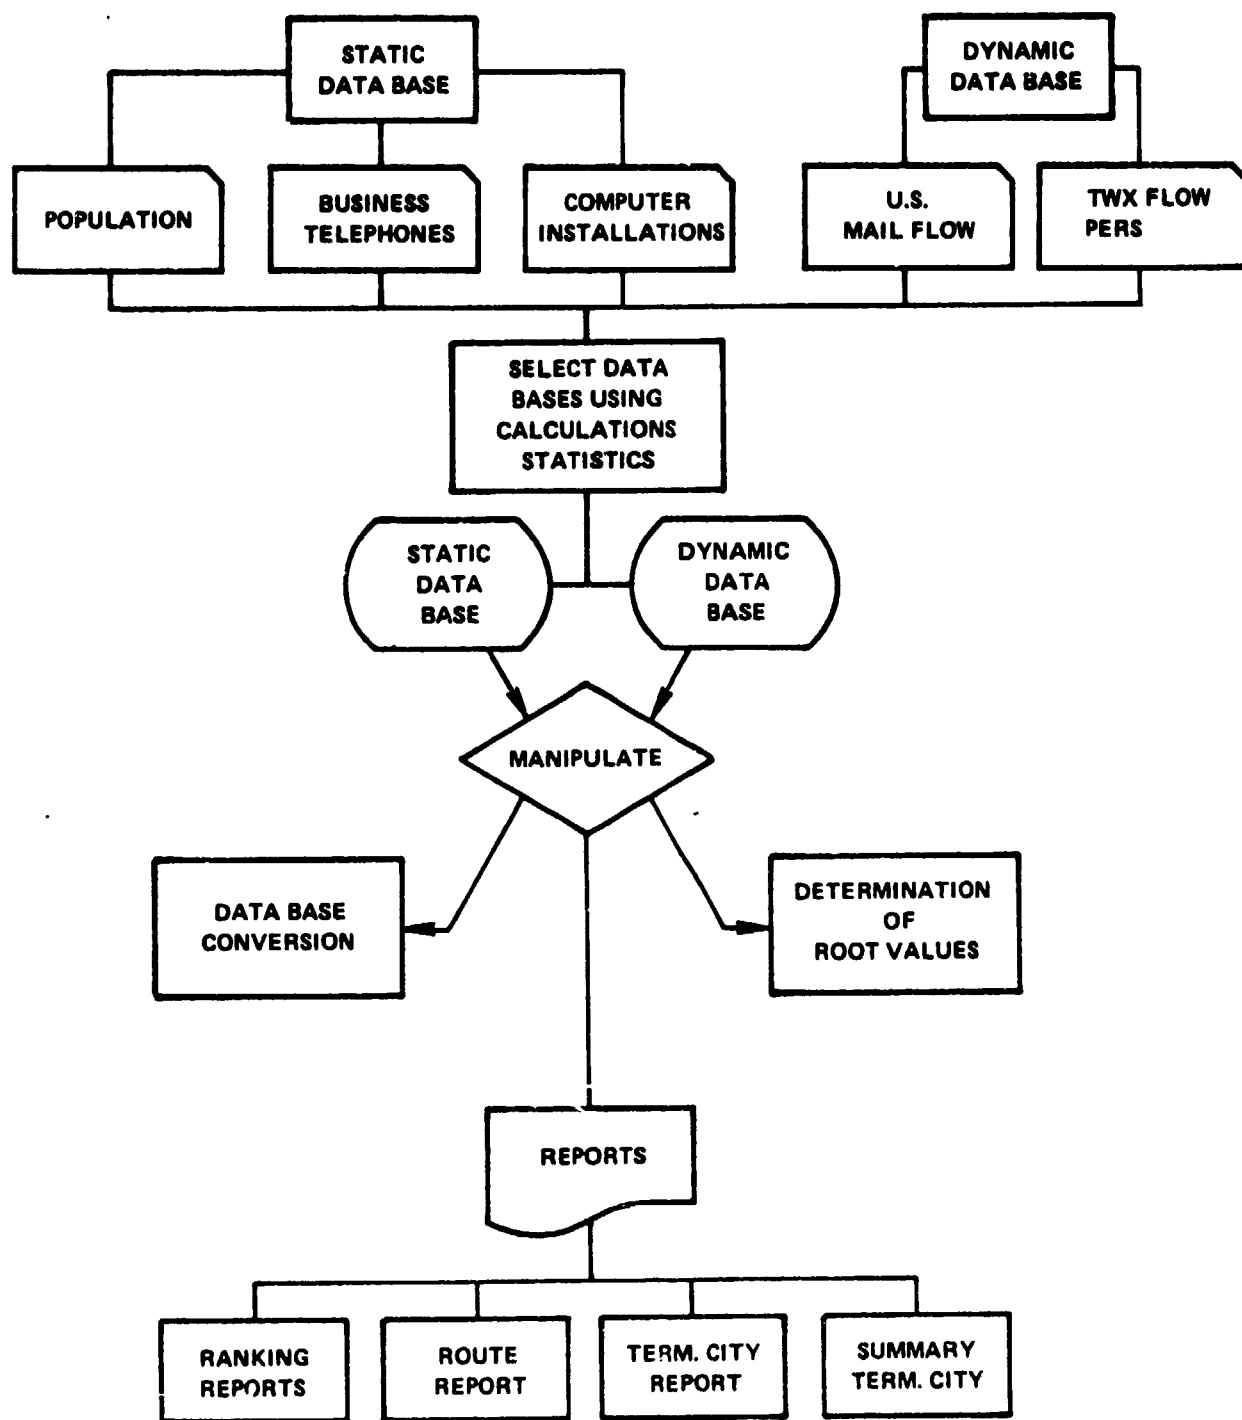 STATIC
DATA BASE
DYNAMIC
DATA BASE
POPULATION
BUSINESS
TELEPHONES
COMPUTER
INSTALLATIONS
U.S.
MAIL FLOW
TWX FLOW
PERS
SELECT DATA
BASES USING
CALCULATIONS
STATISTICS
STATIC
DATA
BASE
DYNAMIC
DATA
BASE
MANIPULATE
DATA BASE
CONVERSION
DETERMINATION
OF
ROOT VALUES
REPORTS
RANKING
REPORTS
ROUTE
REPORT
TERM. CITY
REPORT
SUMMARY
TERM. CITY